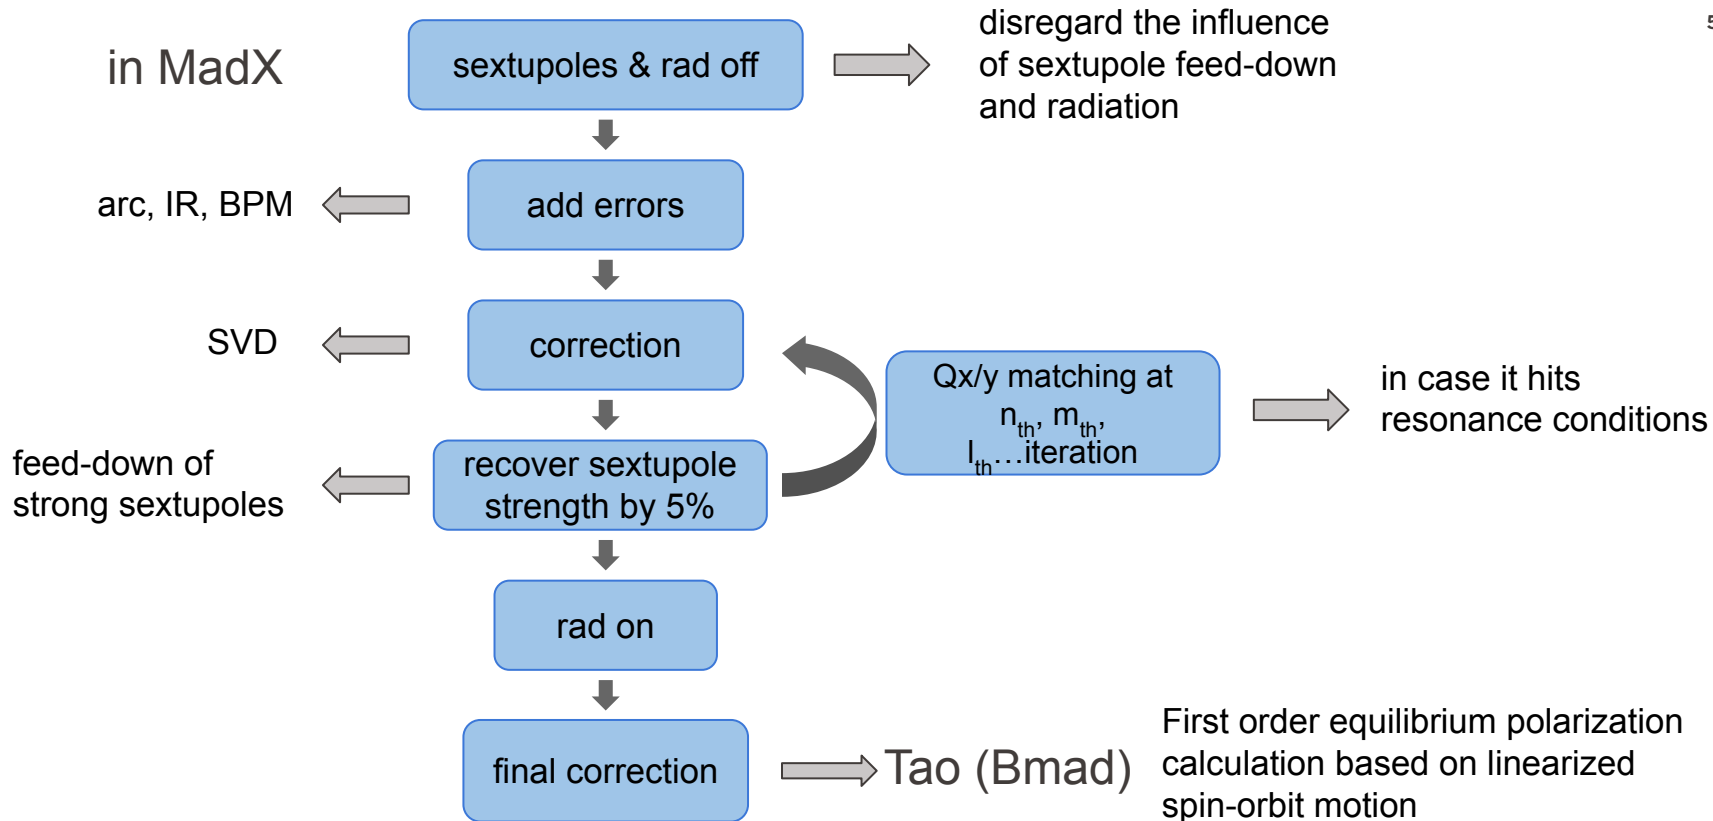 in MadX
sextupoles & rad off
disregard the influence
of sextupole feed-down
and radiation
5
arc, IR, BPM
add errors
SVD
correction
Qx/y matching at
nth, mth,
lth…iteration
in case it hits
resonance conditions
feed-down of
strong sextupoles
recover sextupole
strength by 5%
rad on
final correction
Tao (Bmad)
First order equilibrium polarization
calculation based on linearized
spin-orbit motion